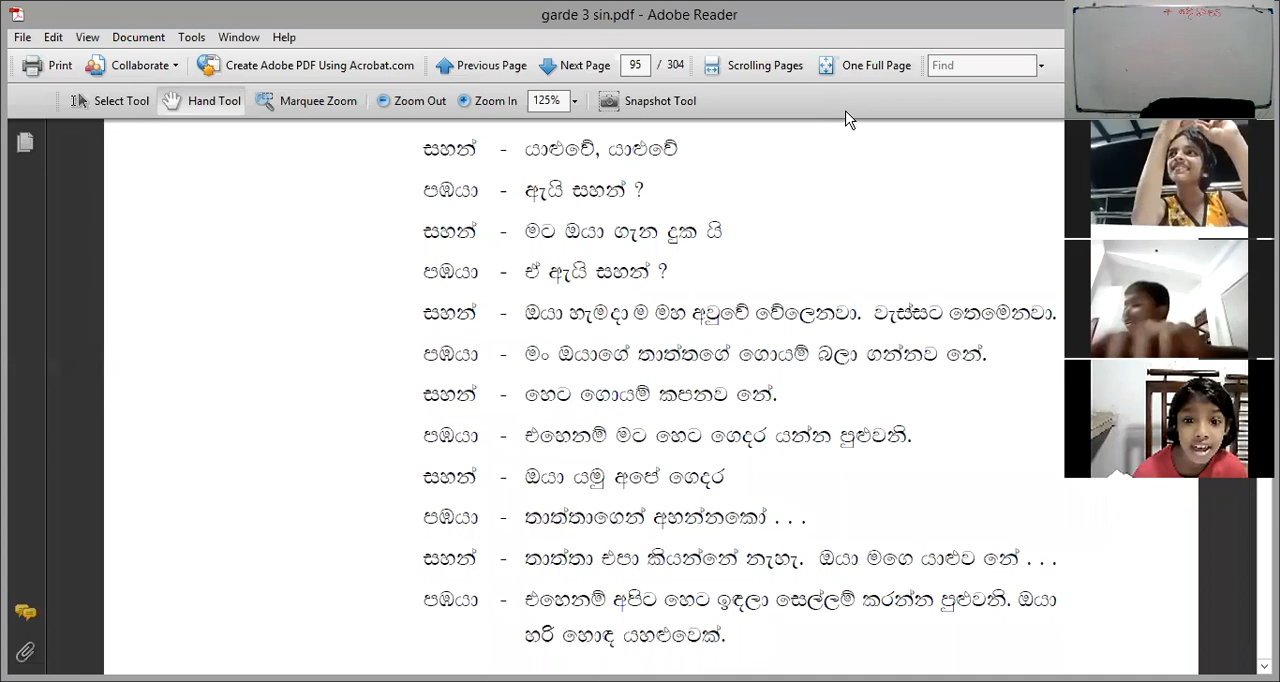 garde 3 sin.pdf - Adobe Reader
File Edit View Document Tools Window Help
Print Collaborate Create Adobe PDF Using Acrobat.com Previous Page Next Page 95 / 304 Scrolling Pages One Full Page Find
Select Tool Hand Tool Marquee Zoom Zoom Out Zoom In 125% Snapshot Tool
සහන් - යාළුවේ, යාළුවේ
පඹයා - ඇයි සහන් ?
සහන් - මට ඔයා ගැන දුක යි
පඹයා - ඒ ඇයි සහන් ?
සහන් - ඔයා හැමදා ම මහ අවුවේ වේලෙනවා. වැස්සට තෙමෙනවා.
පඹයා - මං ඔයාගේ තාත්තගේ ගොයම් බලා ගන්නව නේ.
සහන් - හෙට ගොයම් කපනව නේ.
පඹයා - එහෙනම් මට හෙට ගෙදර යන්න පුළුවනි.
සහන් - ඔයා යමු අපේ ගෙදර
පඹයා - තාත්තාගෙන් අහන්නකෝ . . .
සහන් - තාත්තා එපා කියන්නේ නැහැ. ඔයා මගෙ යාළුව නේ . . .
පඹයා - එහෙනම් අපිට හෙට ඉඳලා සෙල්ලම් කරන්න පුළුවනි. ඔයා
හරි හොඳ යහළුවෙක්.